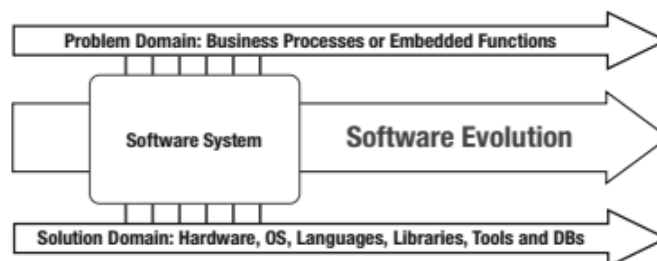 Problem Domain: Business Processes or Embedded Functions
Software System
Software Evolution
Solution Domain: Hardware, OS, Languages, Libraries, Tools and DBs